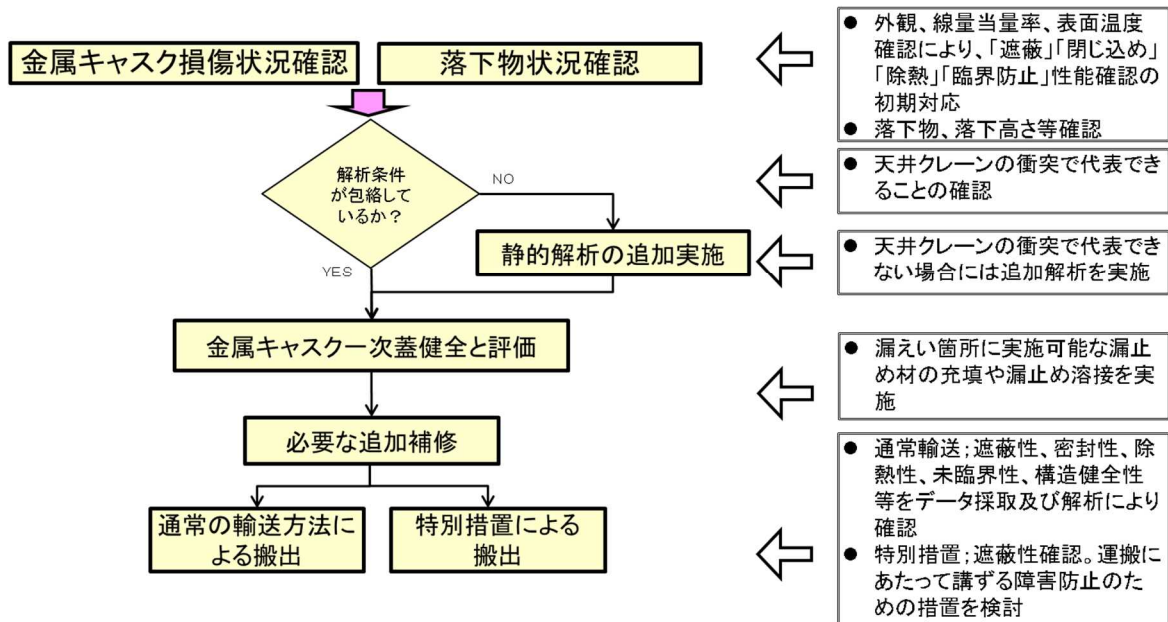 金属キャスク損傷状況確認
落下物状況確認
● 外観、線量当量率、表面温度
確認により、「遮蔽」「閉じ込め」
「除熱」「臨界防止」性能確認の
初期対応
● 落下物、落下高さ等確認
解析条件
が包絡して
いるか?
NO
YES
● 天井クレーンの衝突で代表でき
ることの確認
静的解析の追加実施
● 天井クレーンの衝突で代表でき
ない場合には追加解析を実施
金属キャスク一次蓋健全と評価
● 漏えい箇所に実施可能な漏止
め材の充填や漏止め溶接を実
施
必要な追加補修
通常の輸送方法に
よる搬出
特別措置による
搬出
● 通常輸送;遮蔽性、密封性、除
熱性、未臨界性、構造健全性
等をデータ採取及び解析により
確認
● 特別措置;遮蔽性確認。運搬に
あたって講ずる障害防止のた
めの措置を検討